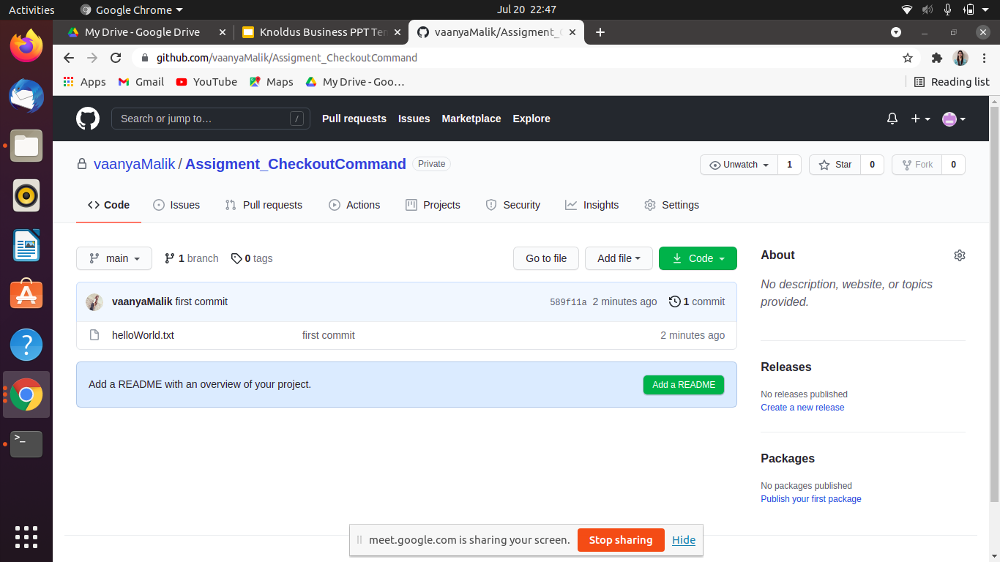 Activities Google Chrome Jul 20 22:47
My Drive - Google Drive Knoldus Business PPT Ten vaanyaMalik/Assigment_C
github.com/vaanyaMalik/Assigment_CheckoutCommand
Apps Gmail YouTube Maps My Drive - Goo… Reading list
Search or jump to… / Pull requests Issues Marketplace Explore
vaanyaMalik / Assigment_CheckoutCommand Private Unwatch 1 Star 0 Fork 0
Code Issues Pull requests Actions Projects Security Insights Settings
main 1 branch 0 tags Go to file Add file Code
About
No description, website, or topics
provided.
vaanyaMalik first commit 589f11a 2 minutes ago 1 commit
helloWorld.txt first commit 2 minutes ago
Add a README with an overview of your project. Add a README
Releases
No releases published
Create a new release
Packages
No packages published
Publish your first package
meet.google.com is sharing your screen. Stop sharing Hide